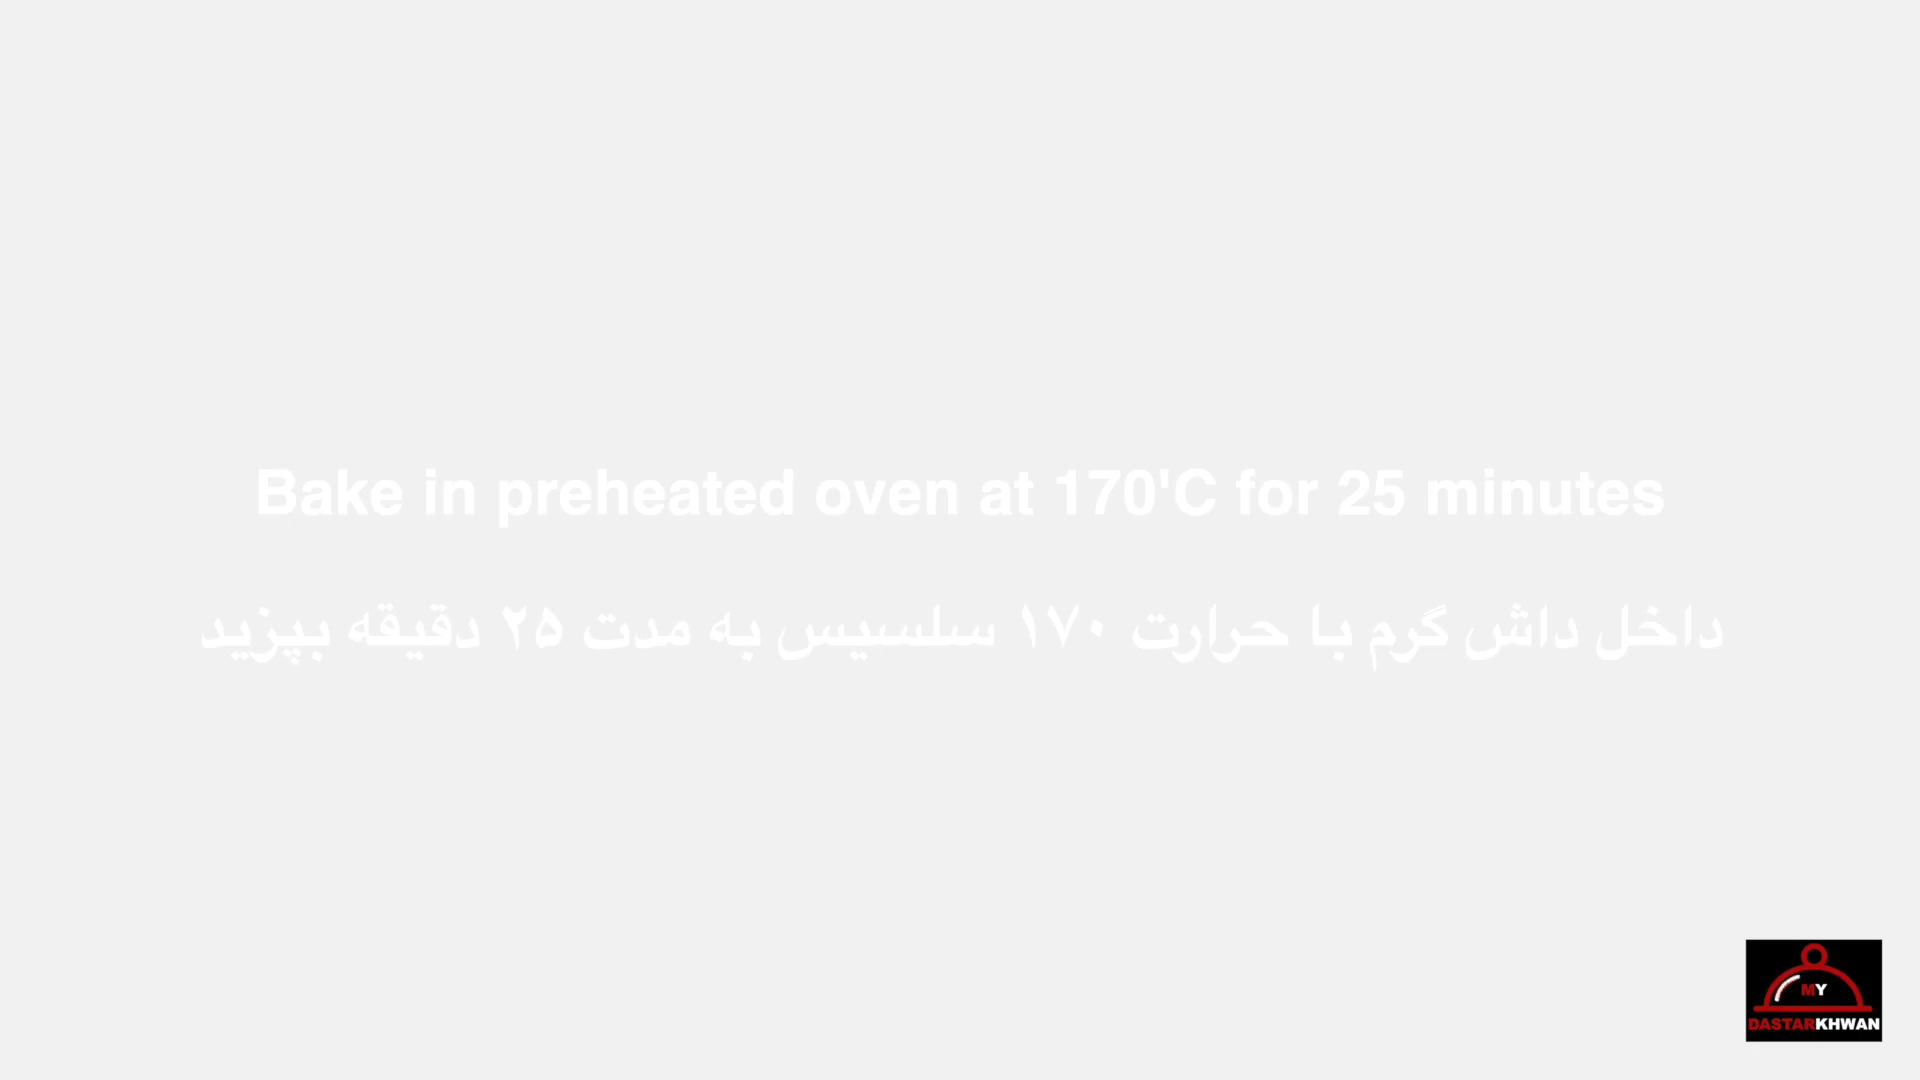 Bake in preheated oven at 170'C for 25 minutes
داخل داش گرم با حرارت ۱۷۰ سلسیس به مدت ۲۵ دقیقه بپزید
MY
DASTARKHWAN